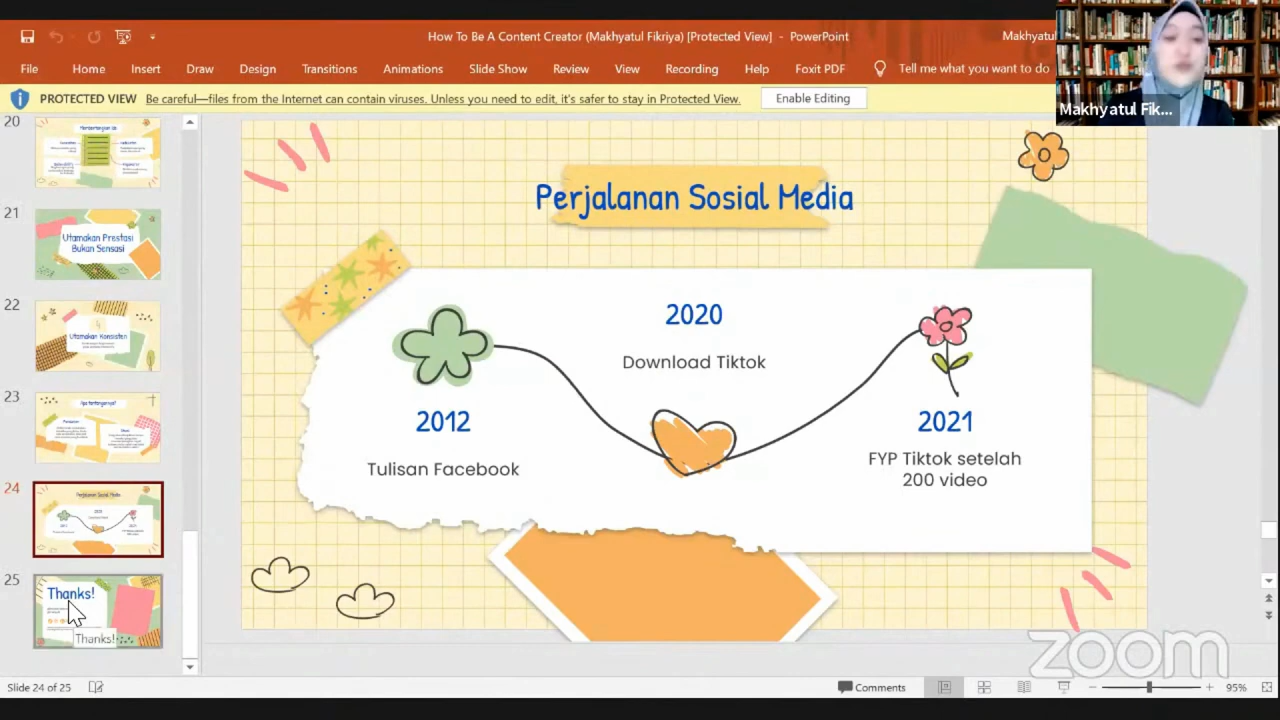 How To Be A Content Creator (Makhyatul Fikriya) [Protected View] - PowerPoint
Makhyatul
File Home Insert Draw Design Transitions Animations Slide Show Review View Recording Help Foxit PDF Tell me what you want to do
PROTECTED VIEW Be careful—files from the Internet can contain viruses. Unless you need to edit, it's safer to stay in Protected View. Enable Editing
Makhyatul Fik...
20
21
Utamakan Prestasi
Bukan Sensasi
22
Utamakan Konsisten
23
Apa tantangannya?
24
Perjalanan Sosial Media
25
Thanks!
Thanks!
Perjalanan Sosial Media
2012
Tulisan Facebook
2020
Download Tiktok
2021
FYP Tiktok setelah
200 video
zoom
Slide 24 of 25
Comments
95%